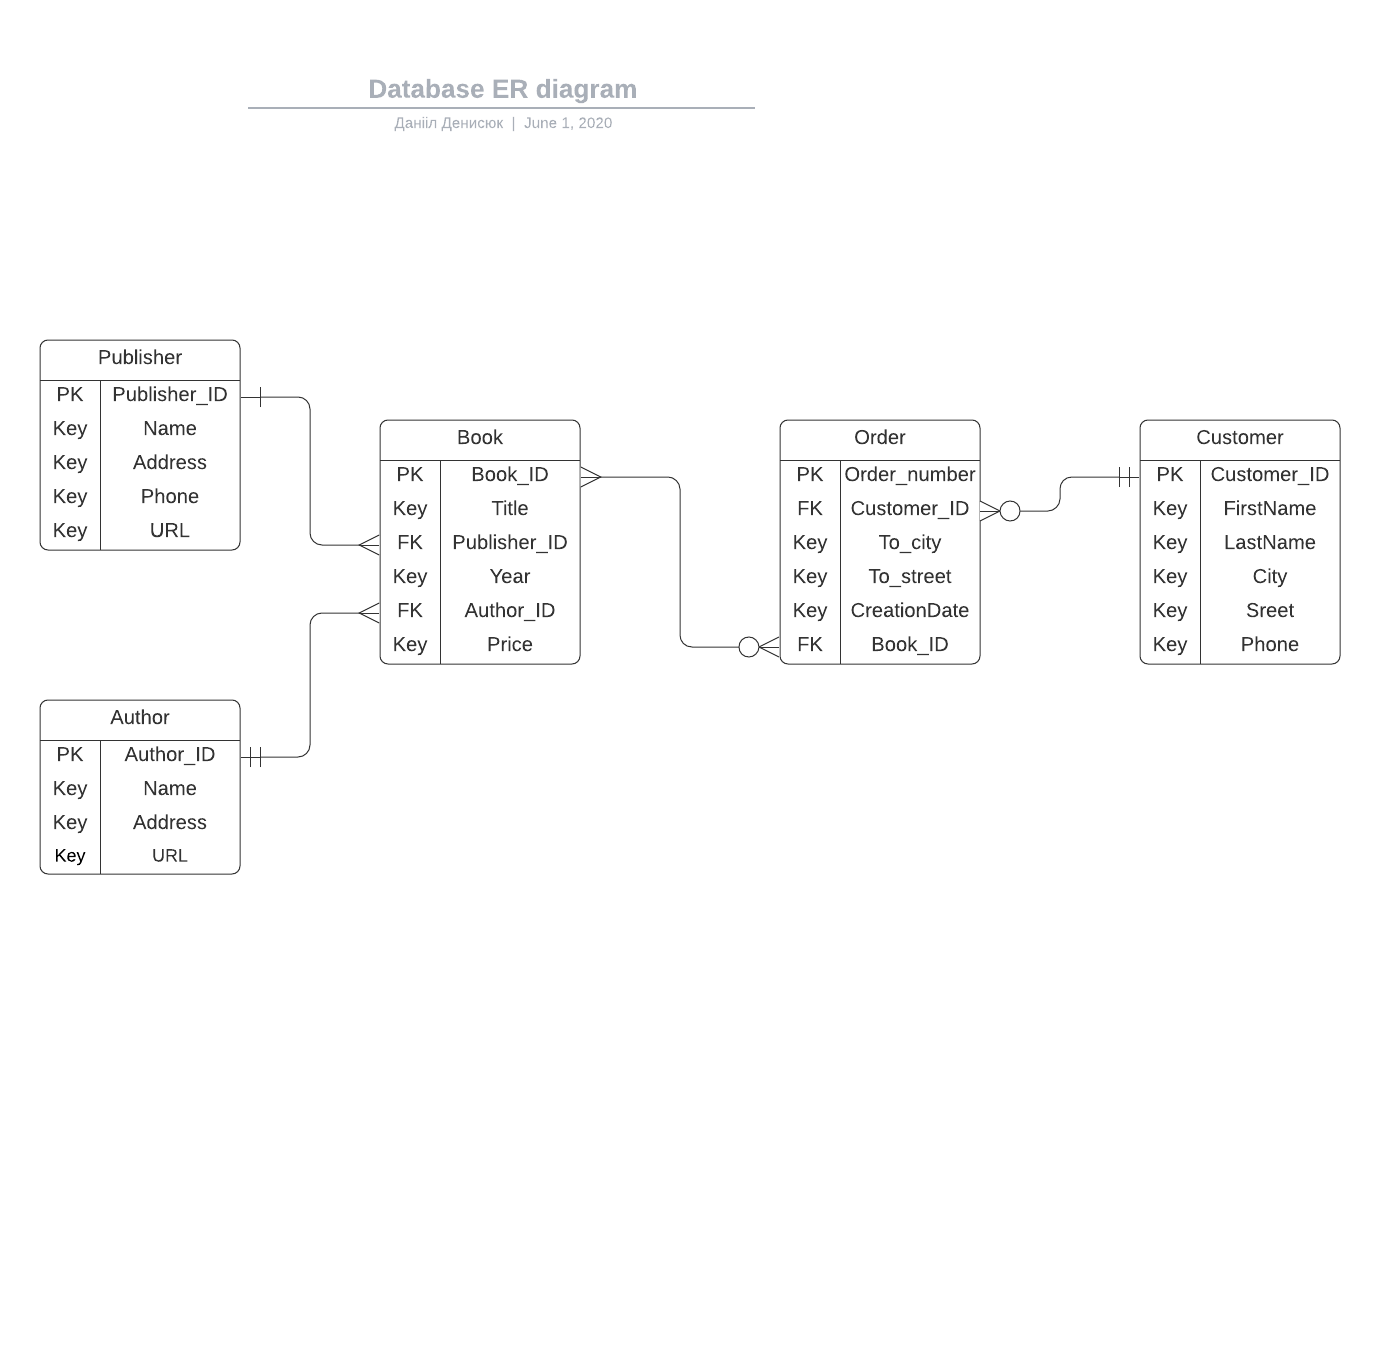 Database ER diagram
Данііл Денисюк | June 1, 2020
Publisher
PK Publisher_ID
Key Name
Key Address
Key Phone
Key URL
Book
PK Book_ID
Key Title
FK Publisher_ID
Key Year
FK Author_ID
Key Price
Order
PK Order_number
FK Customer_ID
Key To_city
Key To_street
Key CreationDate
FK Book_ID
Customer
PK Customer_ID
Key FirstName
Key LastName
Key City
Key Sreet
Key Phone
Author
PK Author_ID
Key Name
Key Address
Key URL